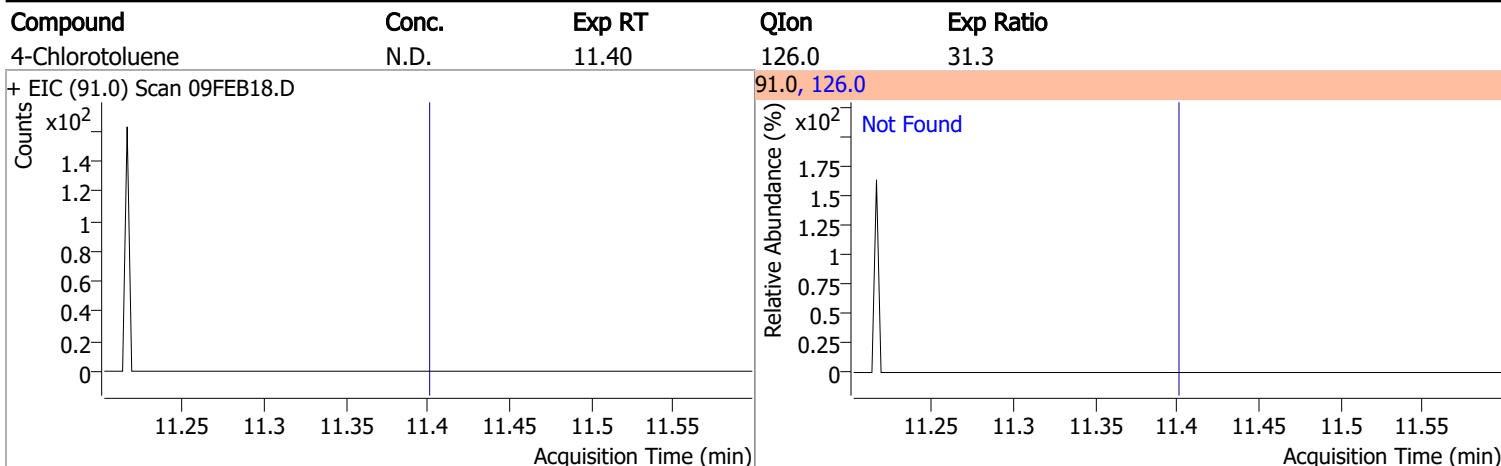 Compound Conc. Exp RT QIon Exp Ratio
4-Chlorotoluene N.D. 11.40 126.0 31.3
+ EIC (91.0) Scan 09FEB18.D
Counts
x10²
1.4
1.2
1
0.8
0.6
0.4
0.2
0
11.25 11.3 11.35 11.4 11.45 11.5 11.55
Acquisition Time (min)
91.0, 126.0
Relative Abundance (%)
x10²
Not Found
1.75
1.5
1.25
1
0.75
0.5
0.25
0
11.25 11.3 11.35 11.4 11.45 11.5 11.55
Acquisition Time (min)